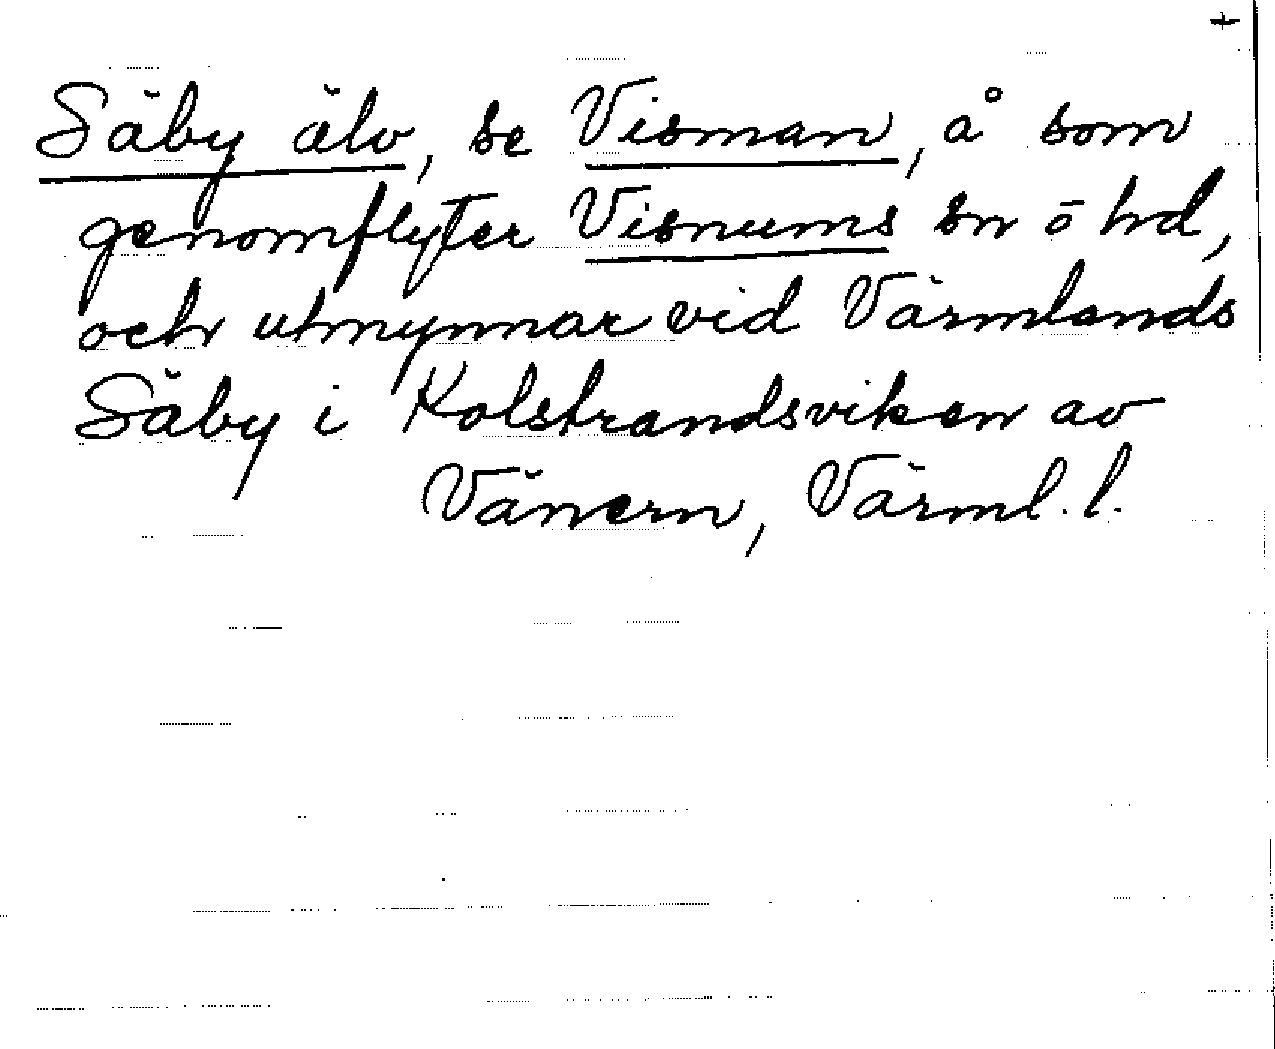 Säby älv, se Visman, å som
genomflyter Visnums sn o hd,
och utmynnar vid Värmlands
Säby i Kolstrandsviken av
Vänern, Värml. l.